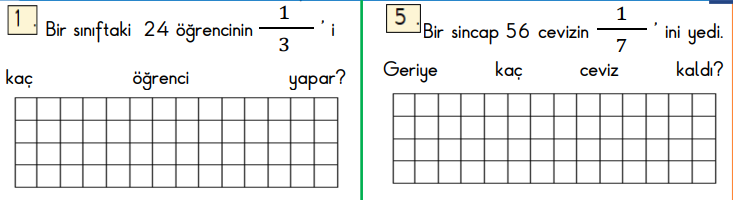 1. Bir sınıftaki 24 öğrencinin 1/3 ' i
kaç öğrenci yapar?
5. Bir sincap 56 cevizin 1/7 ' ini yedi.
Geriye kaç ceviz kaldı?